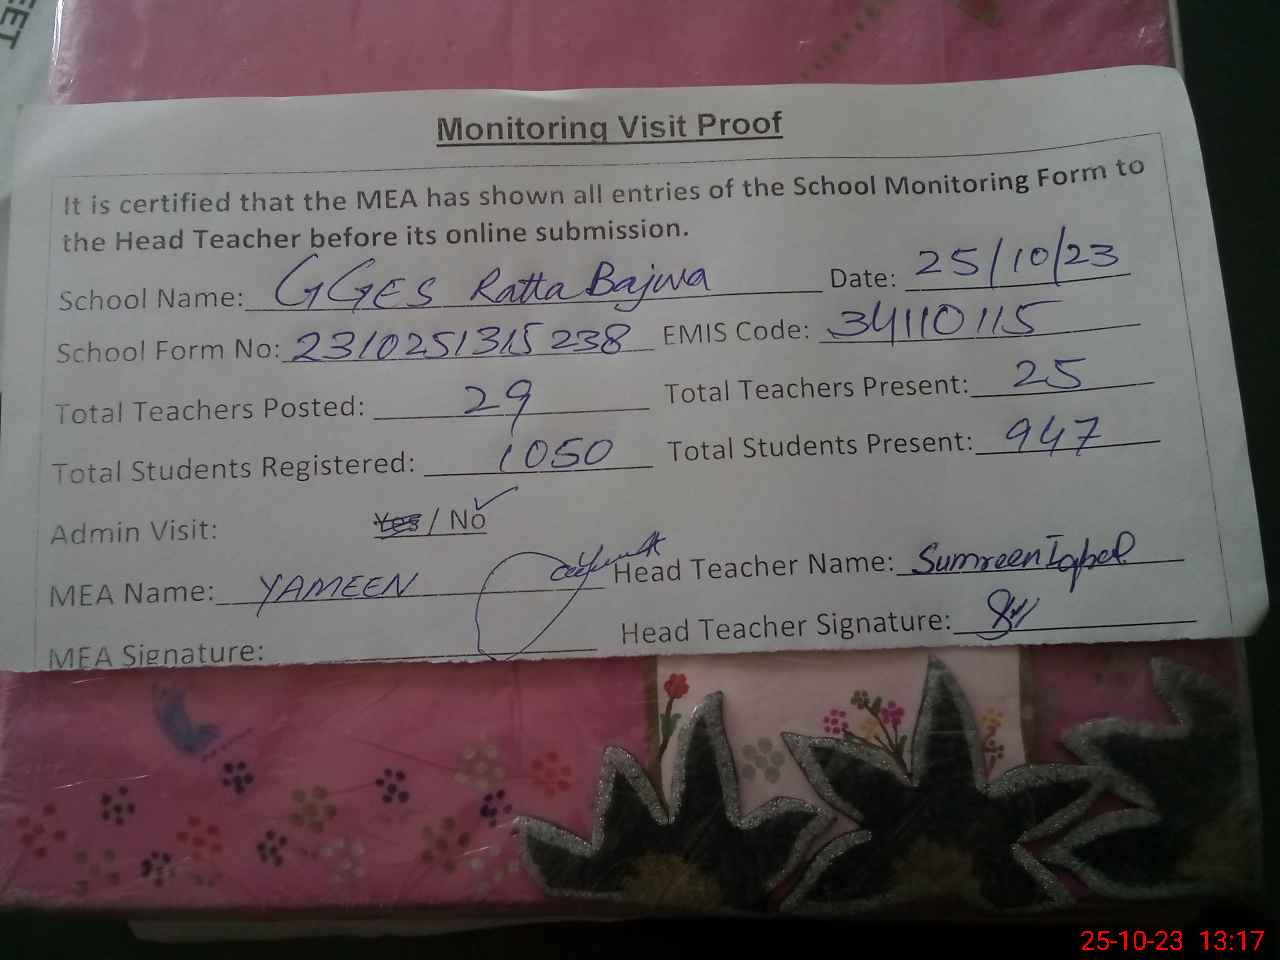 EET
Monitoring Visit Proof
It is certified that the MEA has shown all entries of the School Monitoring Form to
the Head Teacher before its online submission.
School Name: GGES Ratta Bajwa Date: 25/10/23
School Form No: 2310251315238 EMIS Code: 34110115
Total Teachers Posted: 29 Total Teachers Present: 25
Total Students Registered: 1050 Total Students Present: 947
Admin Visit: Yes / No
MEA Name: YAMEEN Head Teacher Name: Sumreen Iqbal
MEA Signature: Head Teacher Signature:
25-10-23 13:17